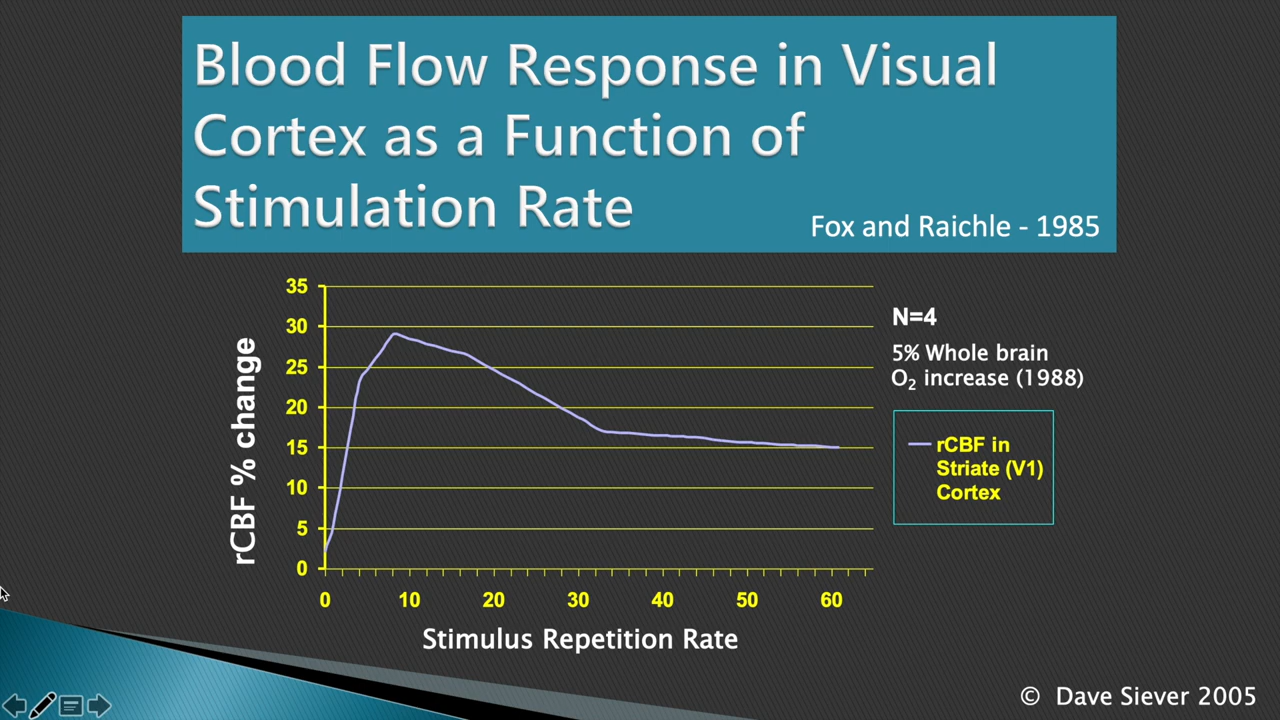 Blood Flow Response in Visual
Cortex as a Function of
Stimulation Rate
Fox and Raichle - 1985
35
30
25
20
15
10
5
0
rCBF % change
0 10 20 30 40 50 60
Stimulus Repetition Rate
N=4
5% Whole brain
O₂ increase (1988)
rCBF in
Striate (V1)
Cortex
© Dave Siever 2005